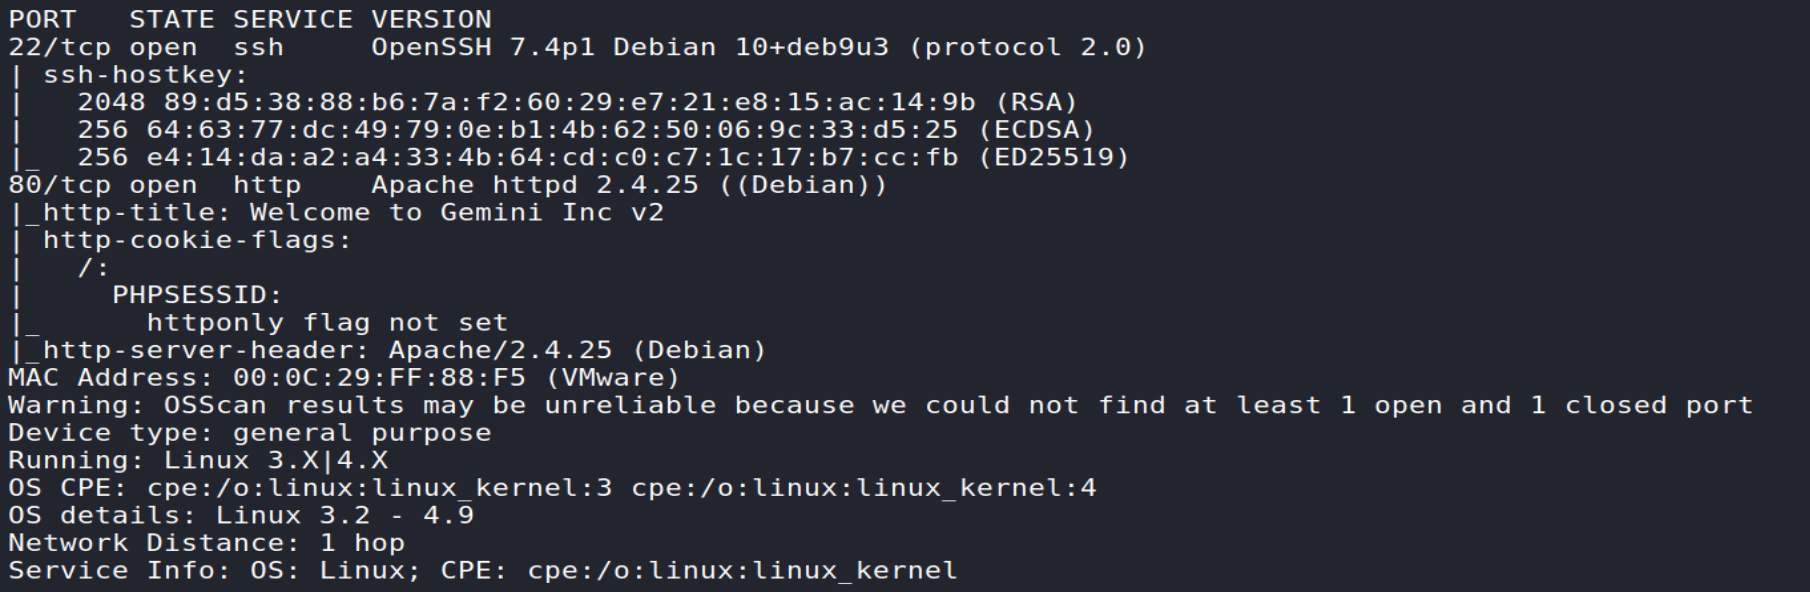 PORT   STATE SERVICE VERSION
22/tcp open  ssh     OpenSSH 7.4p1 Debian 10+deb9u3 (protocol 2.0)
| ssh-hostkey:
|   2048 89:d5:38:88:b6:7a:f2:60:29:e7:21:e8:15:ac:14:9b (RSA)
|   256 64:63:77:dc:49:79:0e:b1:4b:62:50:06:9c:33:d5:25 (ECDSA)
|_  256 e4:14:da:a2:a4:33:4b:64:cd:c0:c7:1c:17:b7:cc:fb (ED25519)
80/tcp open  http    Apache httpd 2.4.25 ((Debian))
|_http-title: Welcome to Gemini Inc v2
| http-cookie-flags:
|   /:
|     PHPSESSID:
|_      httponly flag not set
|_http-server-header: Apache/2.4.25 (Debian)
MAC Address: 00:0C:29:FF:88:F5 (VMware)
Warning: OSScan results may be unreliable because we could not find at least 1 open and 1 closed port
Device type: general purpose
Running: Linux 3.X|4.X
OS CPE: cpe:/o:linux:linux_kernel:3 cpe:/o:linux:linux_kernel:4
OS details: Linux 3.2 - 4.9
Network Distance: 1 hop
Service Info: OS: Linux; CPE: cpe:/o:linux:linux_kernel